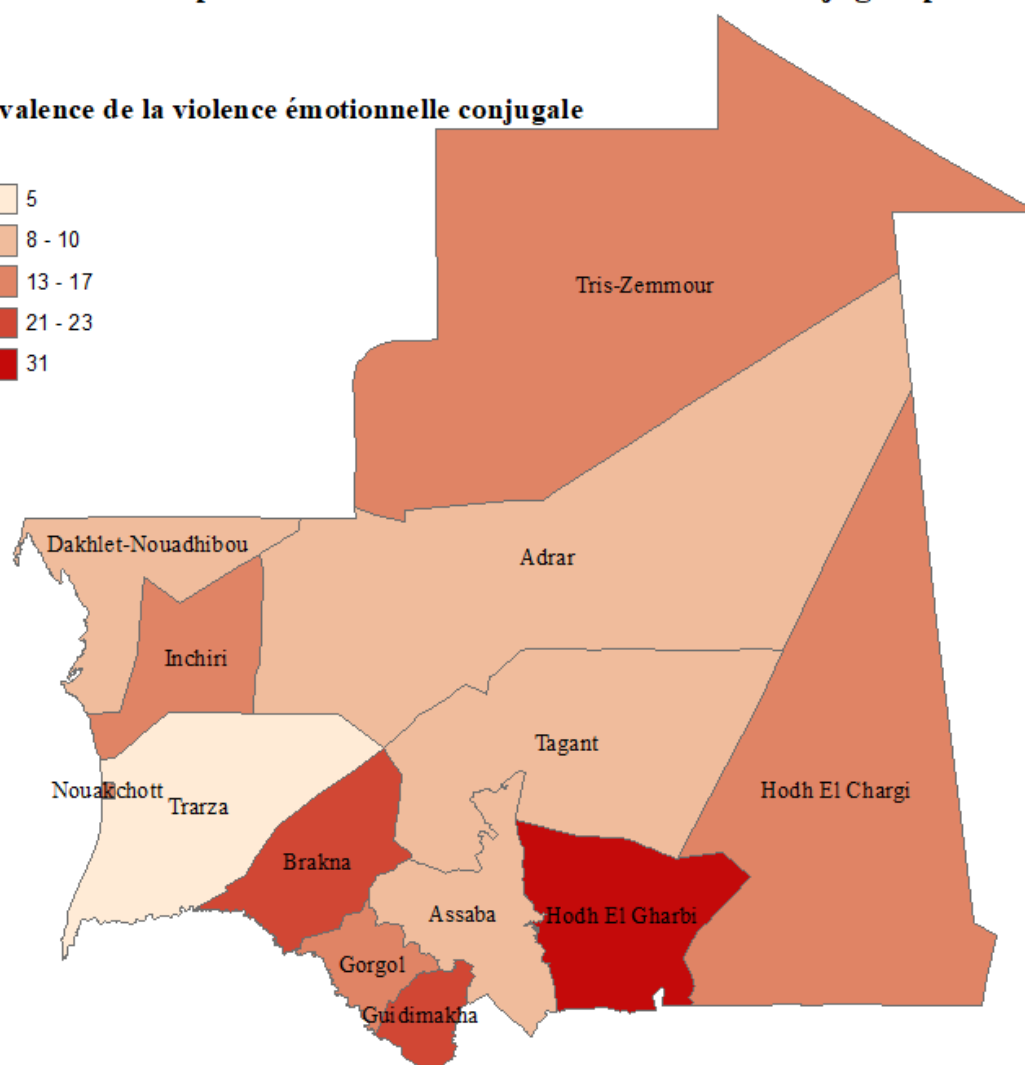 valence de la violence émotionnelle conjugale
5
8 - 10
13 - 17
21 - 23
31
Tris-Zemmour
Dakhlet-Nouadhibou
Adrar
Inchiri
Tagant
Nouakchott
Trarza
Hodh El Chargi
Brakna
Assaba
Hodh El Gharbi
Gorgol
Guidimakha